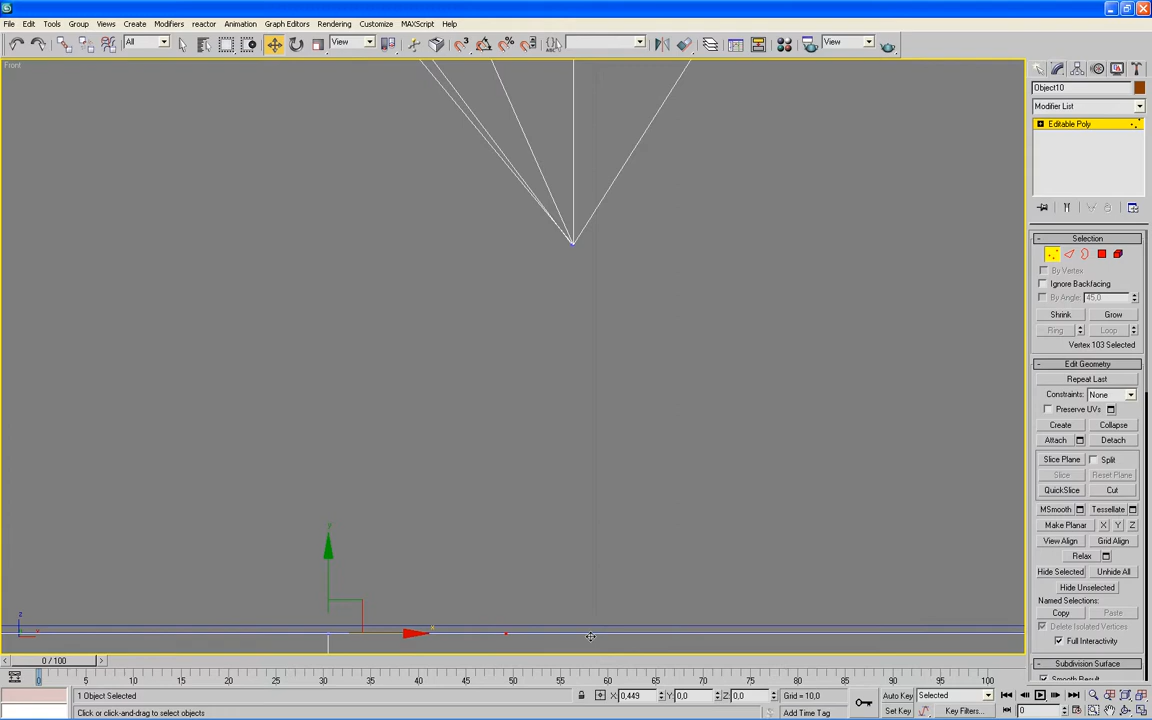 File Edit Tools Group Views Create Modifiers reactor Animation Graph Editors Rendering Customize MAXScript Help
All View View
Front
Object10
Modifier List
Editable Poly
Selection
By Vertex
Ignore Backfacing
By Angle: 45,0
Shrink Grow
Ring Loop
Vertex 103 Selected
Edit Geometry
Repeat Last
Constraints: None
Preserve UVs
Create Collapse
Attach Detach
Slice Plane Split
Slice Reset Plane
QuickSlice Cut
MSmooth Tessellate
Make Planar X Y Z
View Align Grid Align
Relax
Hide Selected Unhide All
Hide Unselected
Named Selections:
Copy Paste
Delete Isolated Vertices
Full Interactivity
Subdivision Surface
Smooth Result
y
x
z
0 / 100
0 5 10 15 20 25 30 35 40 45 50 55 60 65 70 75 80 85 90 95 100
1 Object Selected X: 0,449 Y: 0,0 Z: 0,0 Grid = 10,0 Auto Key Selected
Click or click-and-drag to select objects Add Time Tag Set Key Key Filters... 0